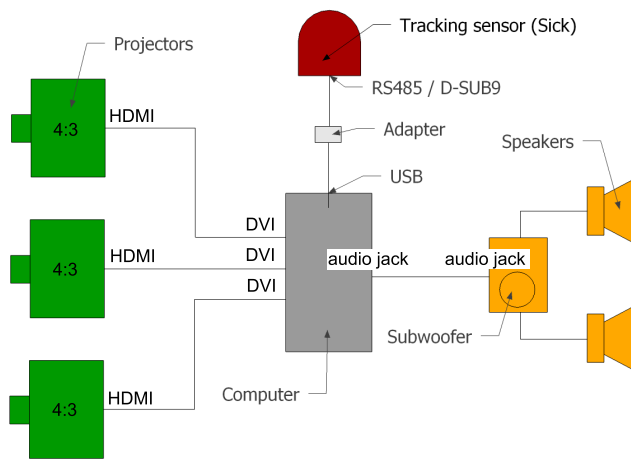 Projectors
Tracking sensor (Sick)
RS485 / D-SUB9
HDMI
4:3
Adapter
Speakers
USB
DVI
HDMI
4:3
DVI
audio jack
audio jack
DVI
Subwoofer
HDMI
4:3
Computer